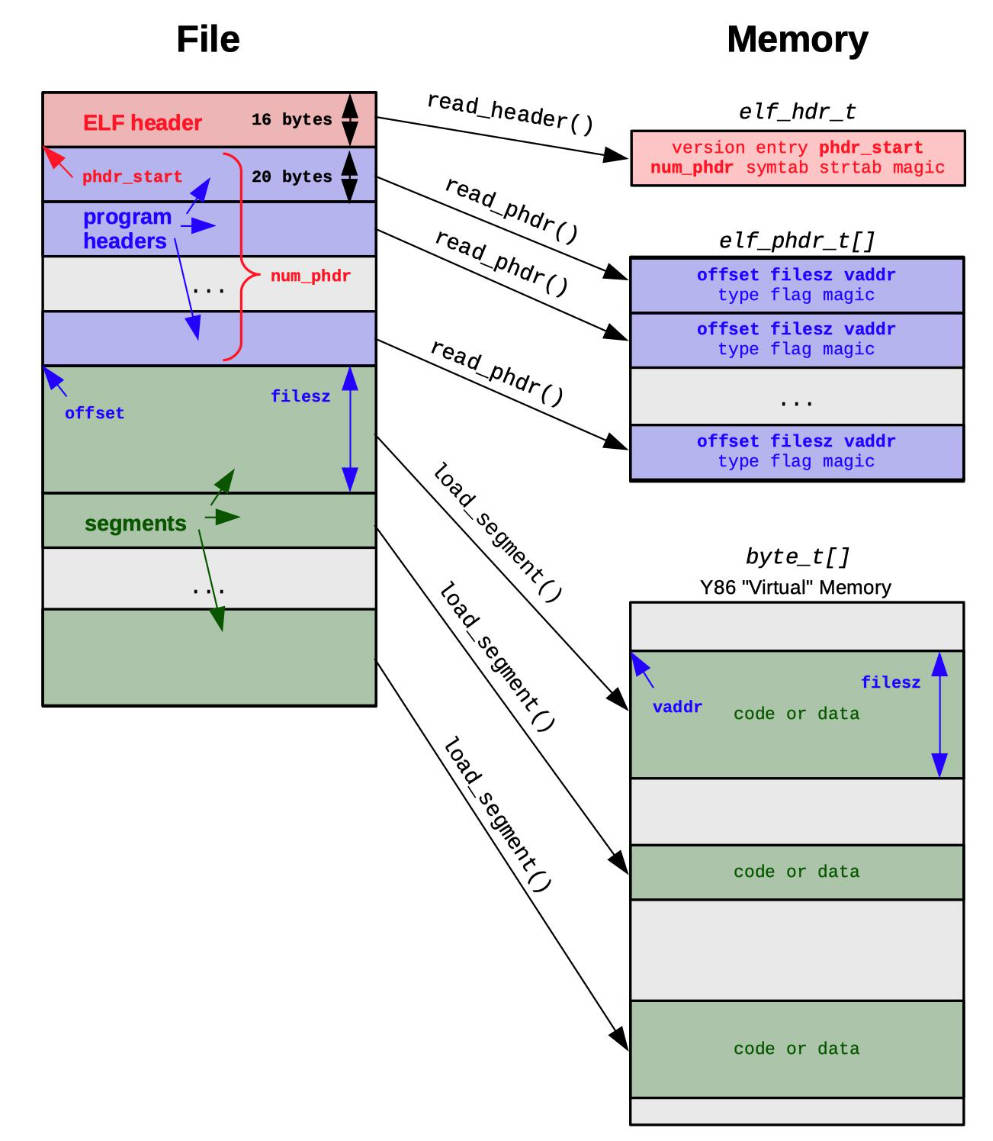 File
Memory
ELF header
16 bytes
phdr_start
20 bytes
program
headers
num_phdr
...
offset
filesz
segments
...
read_header()
read_phdr()
read_phdr()
read_phdr()
load_segment()
load_segment()
load_segment()
elf_hdr_t
version entry phdr_start
num_phdr symtab strtab magic
elf_phdr_t[]
offset filesz vaddr
type flag magic
offset filesz vaddr
type flag magic
...
offset filesz vaddr
type flag magic
byte_t[]
Y86 "Virtual" Memory
filesz
vaddr
code or data
code or data
code or data